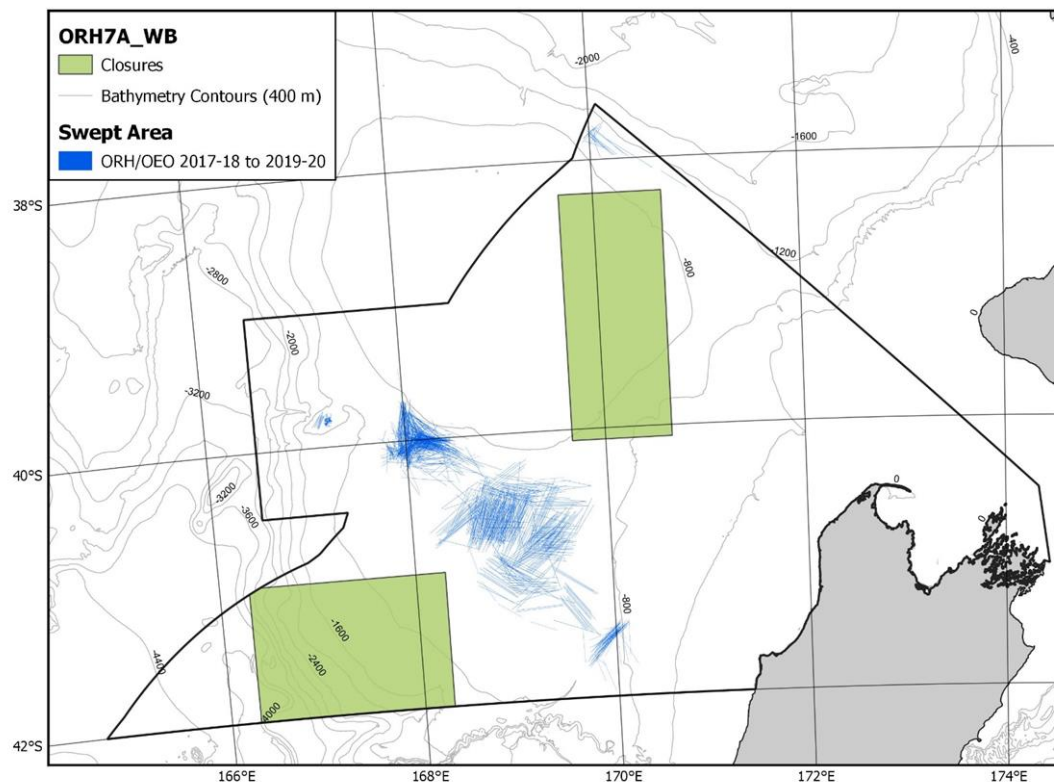 ORH7A_WB
Closures
Bathymetry Contours (400 m)
Swept Area
ORH/OEO 2017-18 to 2019-20
-400
-2000
-1600
38°S
-1200
-2800
-800
0
-2000
-3200
40°S
-3200
-3600
0
0
-1600
-800
-2400
-4400
-4000
42°S
166°E
168°E
170°E
172°E
174°E